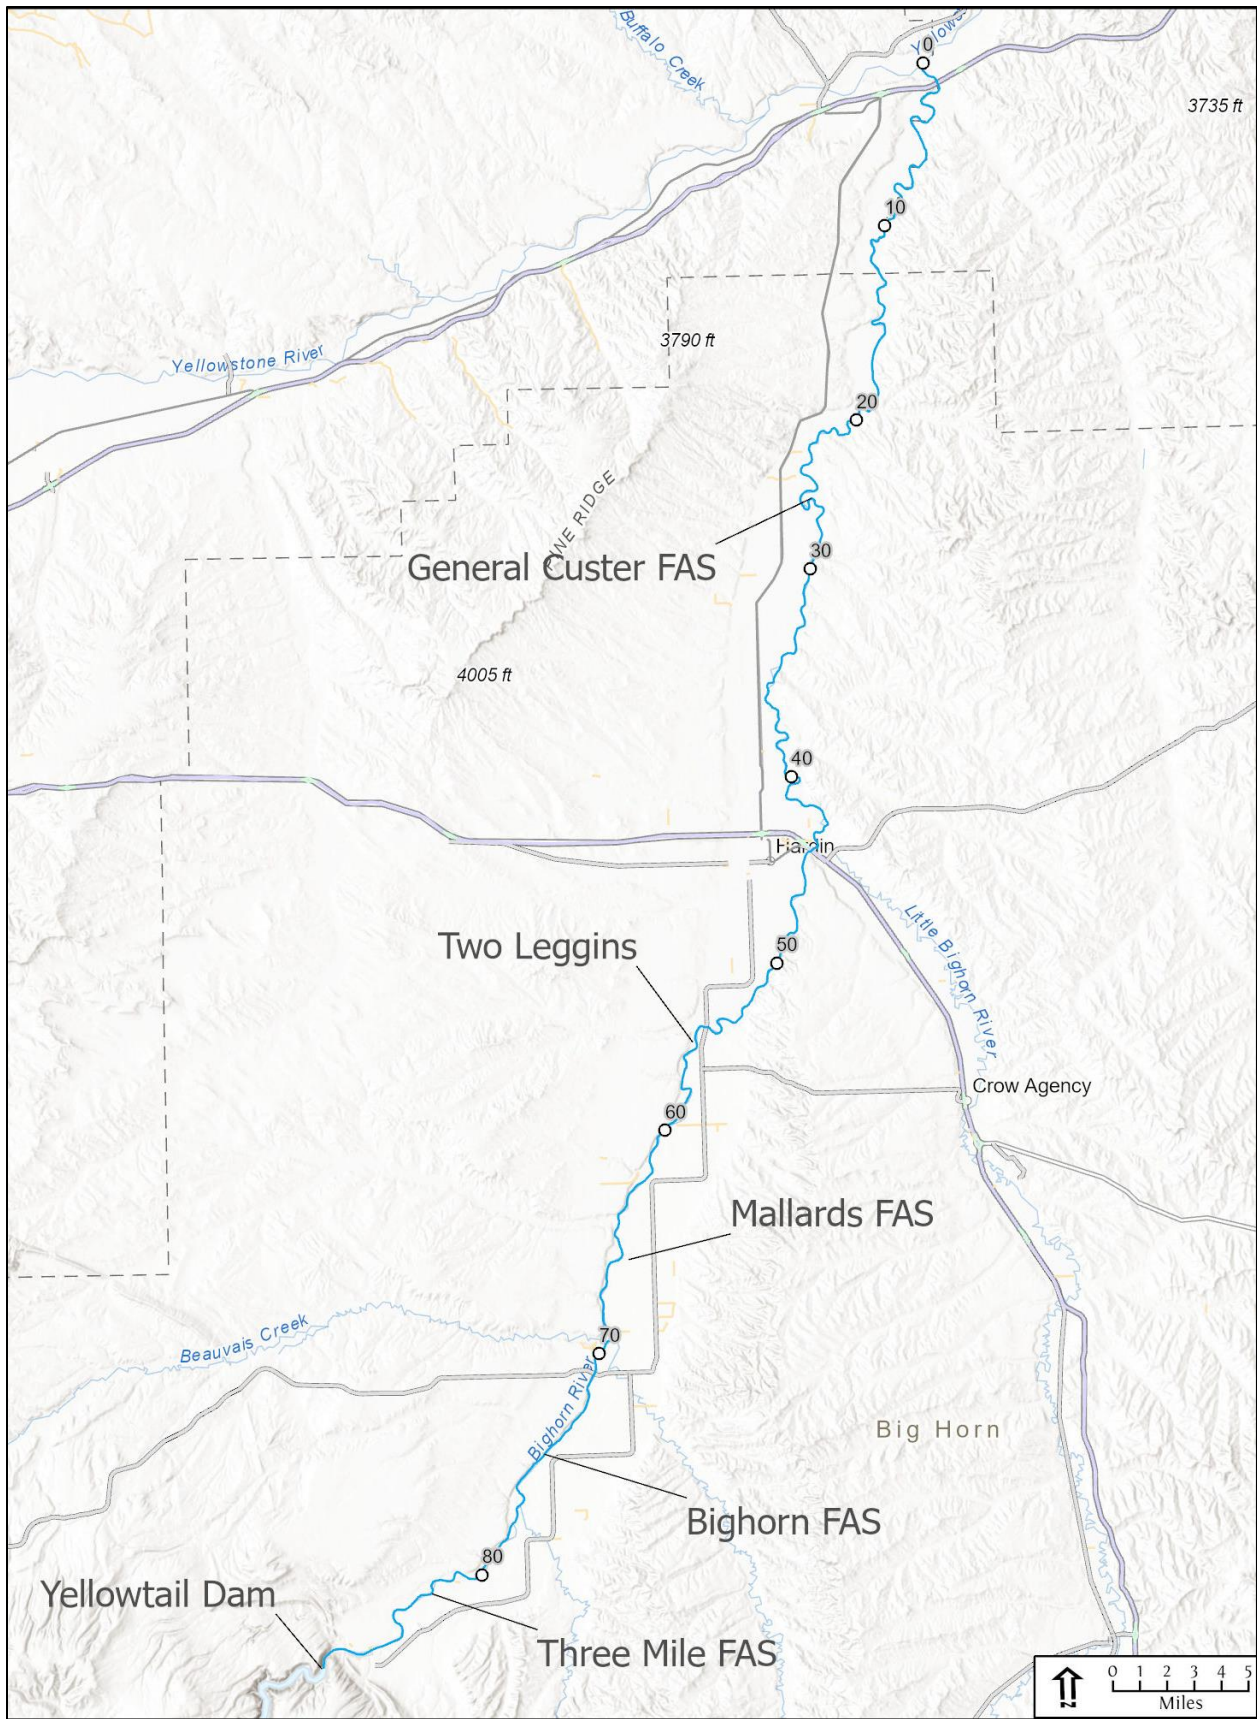 Buffalo Creek
0
3735 ft
10
3790 ft
Yellowstone River
20
General Custer FAS
30
4005 ft
40
Hardin
Little Bighorn River
Two Leggins
50
Crow Agency
60
Mallards FAS
70
Beauvais Creek
Bighorn River
Big Horn
Bighorn FAS
80
Yellowtail Dam
Three Mile FAS
N
0 1 2 3 4 5
Miles